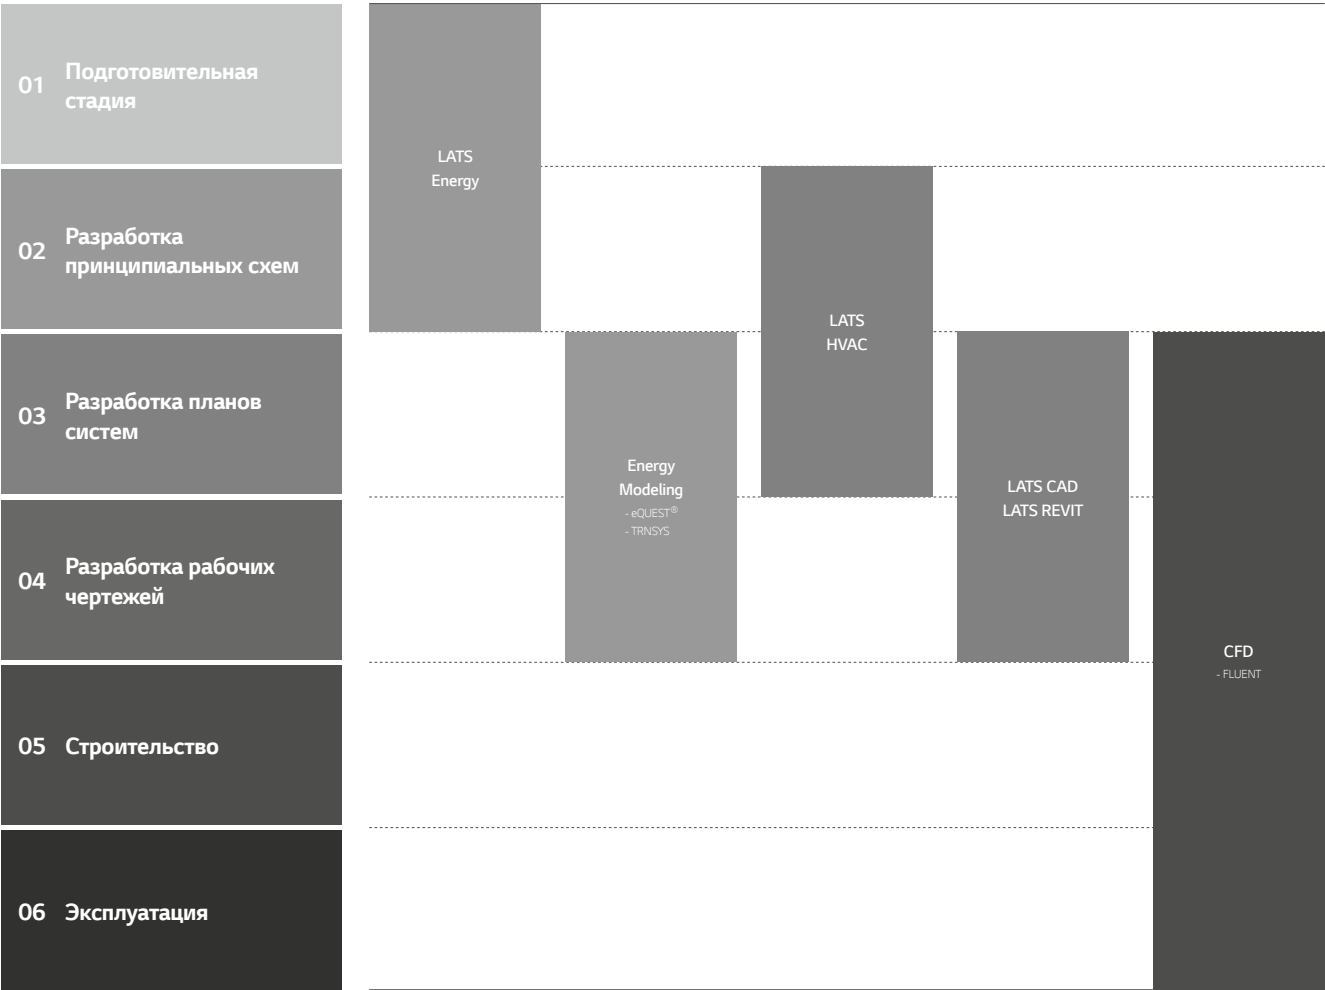 01
Подготовительная
стадия
02
Разработка
принципиальных схем
03
Разработка планов
систем
04
Разработка рабочих
чертежей
05
Строительство
06
Эксплуатация
LATS
Energy
Energy
Modeling
- eQUEST®
- TRNSYS
LATS
HVAC
LATS CAD
LATS REVIT
CFD
- FLUENT